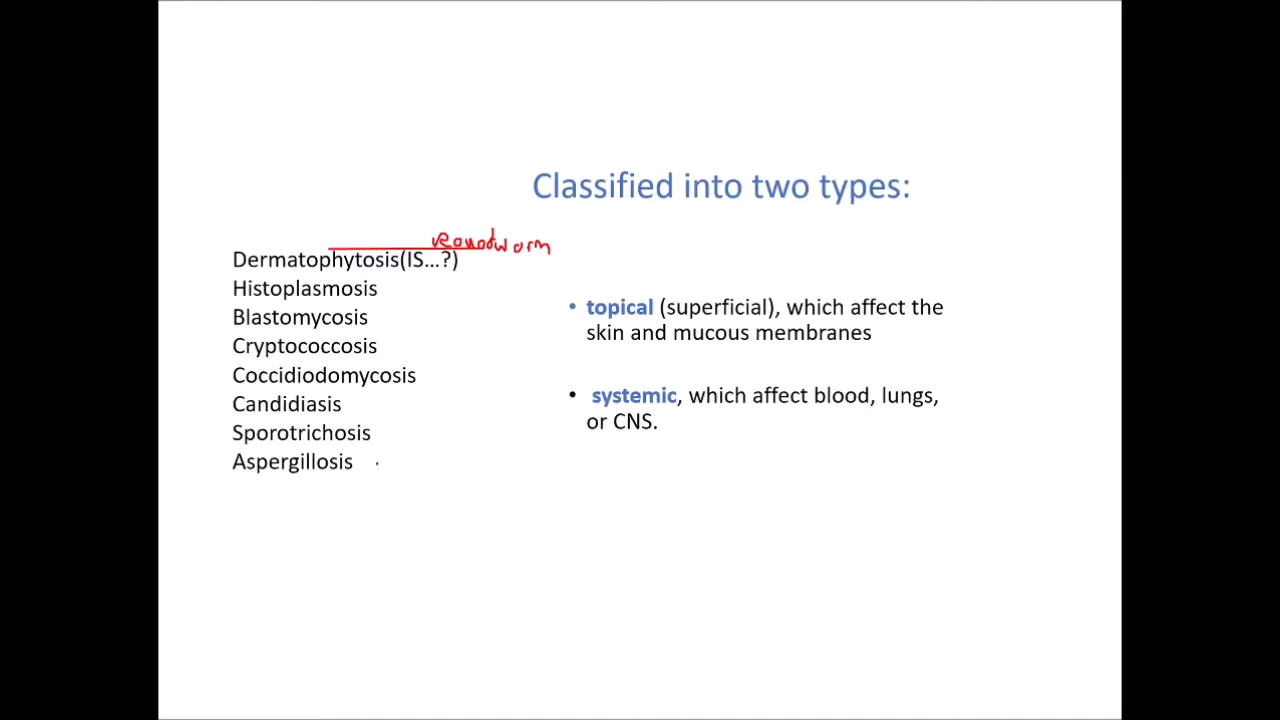 Classified into two types:
Roundworm
Dermatophytosis(IS...?)
Histoplasmosis
Blastomycosis
Cryptococcosis
Coccidiodomycosis
Candidiasis
Sporotrichosis
Aspergillosis
• topical (superficial), which affect the
skin and mucous membranes
• systemic, which affect blood, lungs,
or CNS.